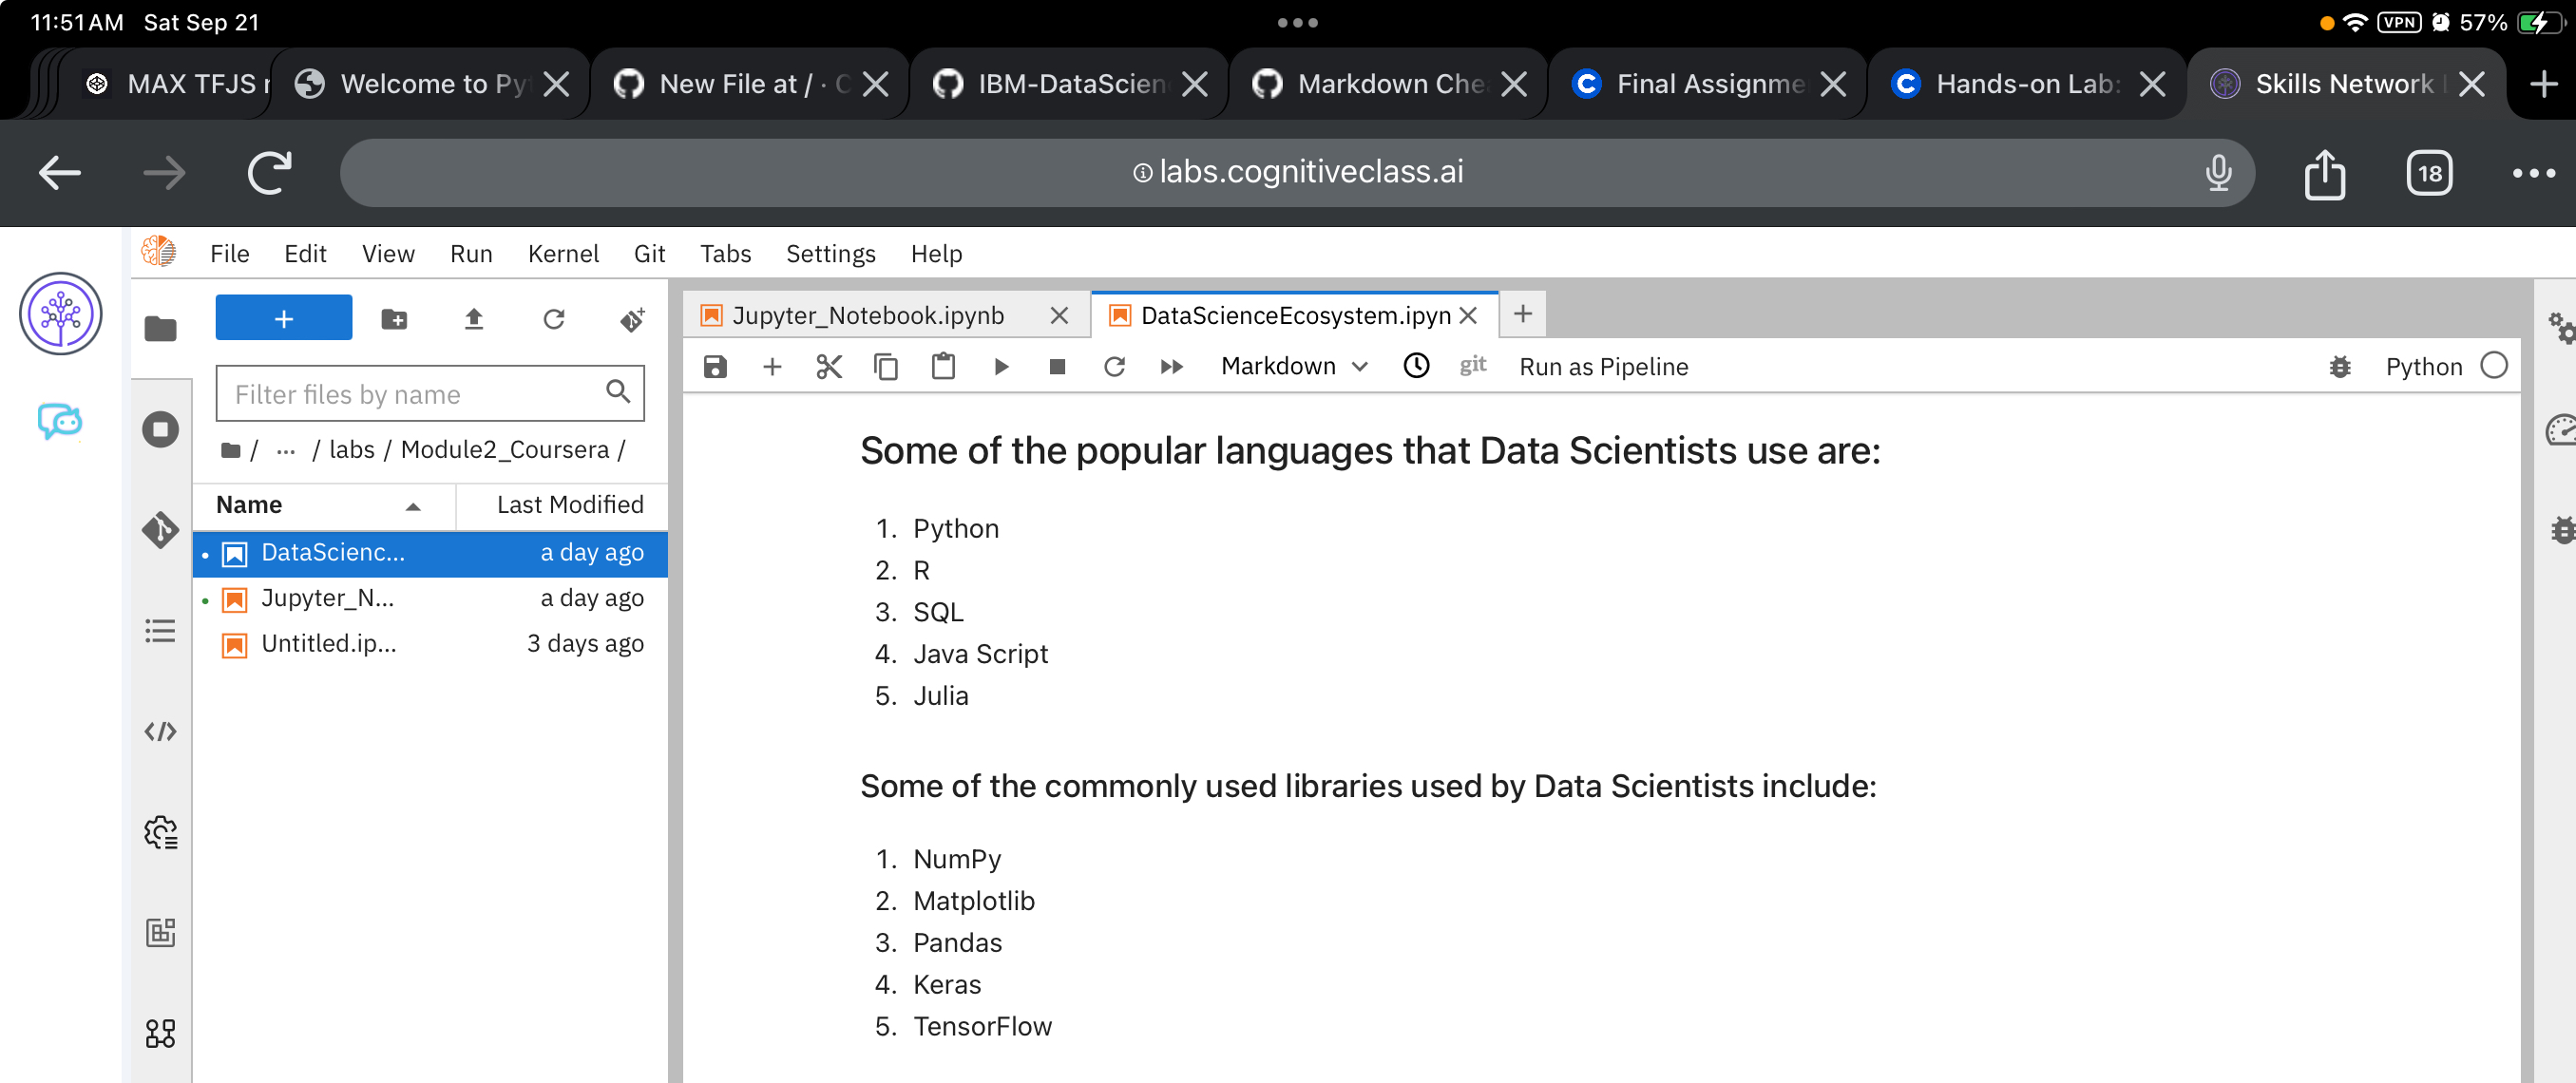 11:51 AM Sat Sep 21
VPN 57%
MAX TFJS
Welcome to Py
New File at / · C
IBM-DataScien
Markdown Che
Final Assignme
Hands-on Lab:
Skills Network
labs.cognitiveclass.ai
18
File Edit View Run Kernel Git Tabs Settings Help
Jupyter_Notebook.ipynb
DataScienceEcosystem.ipyn
Markdown
git
Run as Pipeline
Python
Filter files by name
/ ... / labs / Module2_Coursera /
Name Last Modified
DataScienc... a day ago
Jupyter_N... a day ago
Untitled.ip... 3 days ago
Some of the popular languages that Data Scientists use are:
1. Python
2. R
3. SQL
4. Java Script
5. Julia
Some of the commonly used libraries used by Data Scientists include:
1. NumPy
2. Matplotlib
3. Pandas
4. Keras
5. TensorFlow